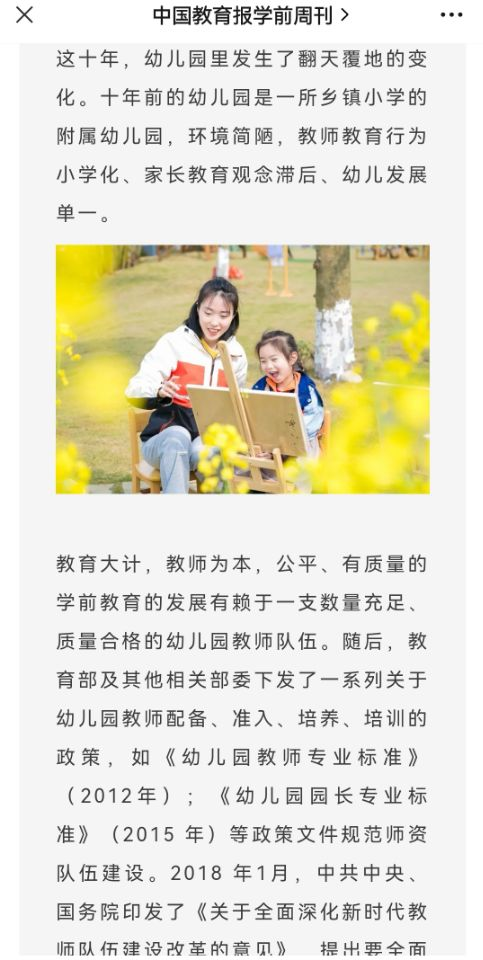 中国教育报学前周刊
这十年，幼儿园里发生了翻天覆地的变
化。十年前的幼儿园是一所乡镇小学的
附属幼儿园，环境简陋，教师教育行为
小学化、家长教育观念滞后、幼儿发展
单一。
教育大计，教师为本，公平、有质量的
学前教育的发展有赖于一支数量充足、
质量合格的幼儿园教师队伍。随后，教
育部及其他相关部委下发了一系列关于
幼儿园教师配备、准入、培养、培训的
政策，如《幼儿园教师专业标准》
（2012年）；《幼儿园园长专业标
准》（2015 年）等政策文件规范师资
队伍建设。2018 年1月，中共中央、
国务院印发了《关于全面深化新时代教
师队伍建设改革的意见》，提出要全面